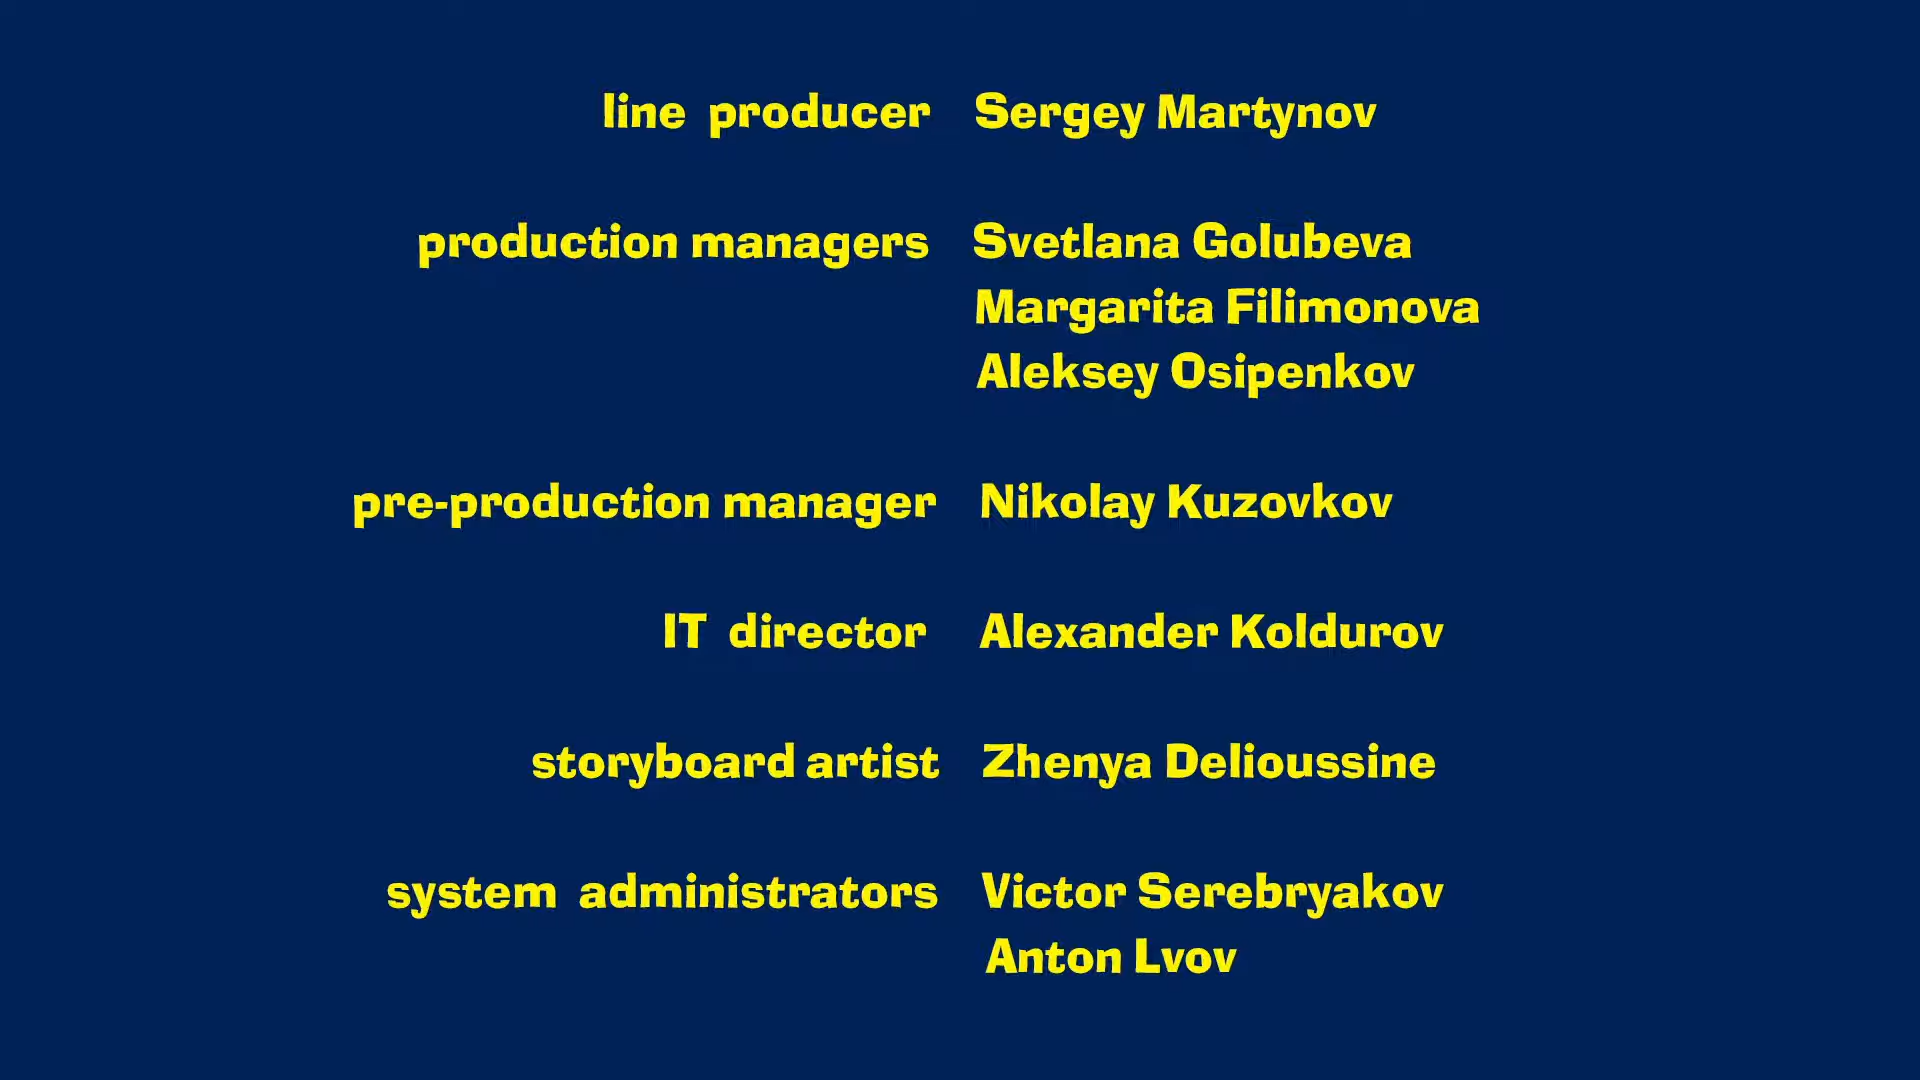 line producer Sergey Martynov
production managers Svetlana Golubeva
Margarita Filimonova
Aleksey Osipenkov
pre-production manager Nikolay Kuzovkov
IT director Alexander Koldurov
storyboard artist Zhenya Delioussine
system administrators Victor Serebryakov
Anton Lvov